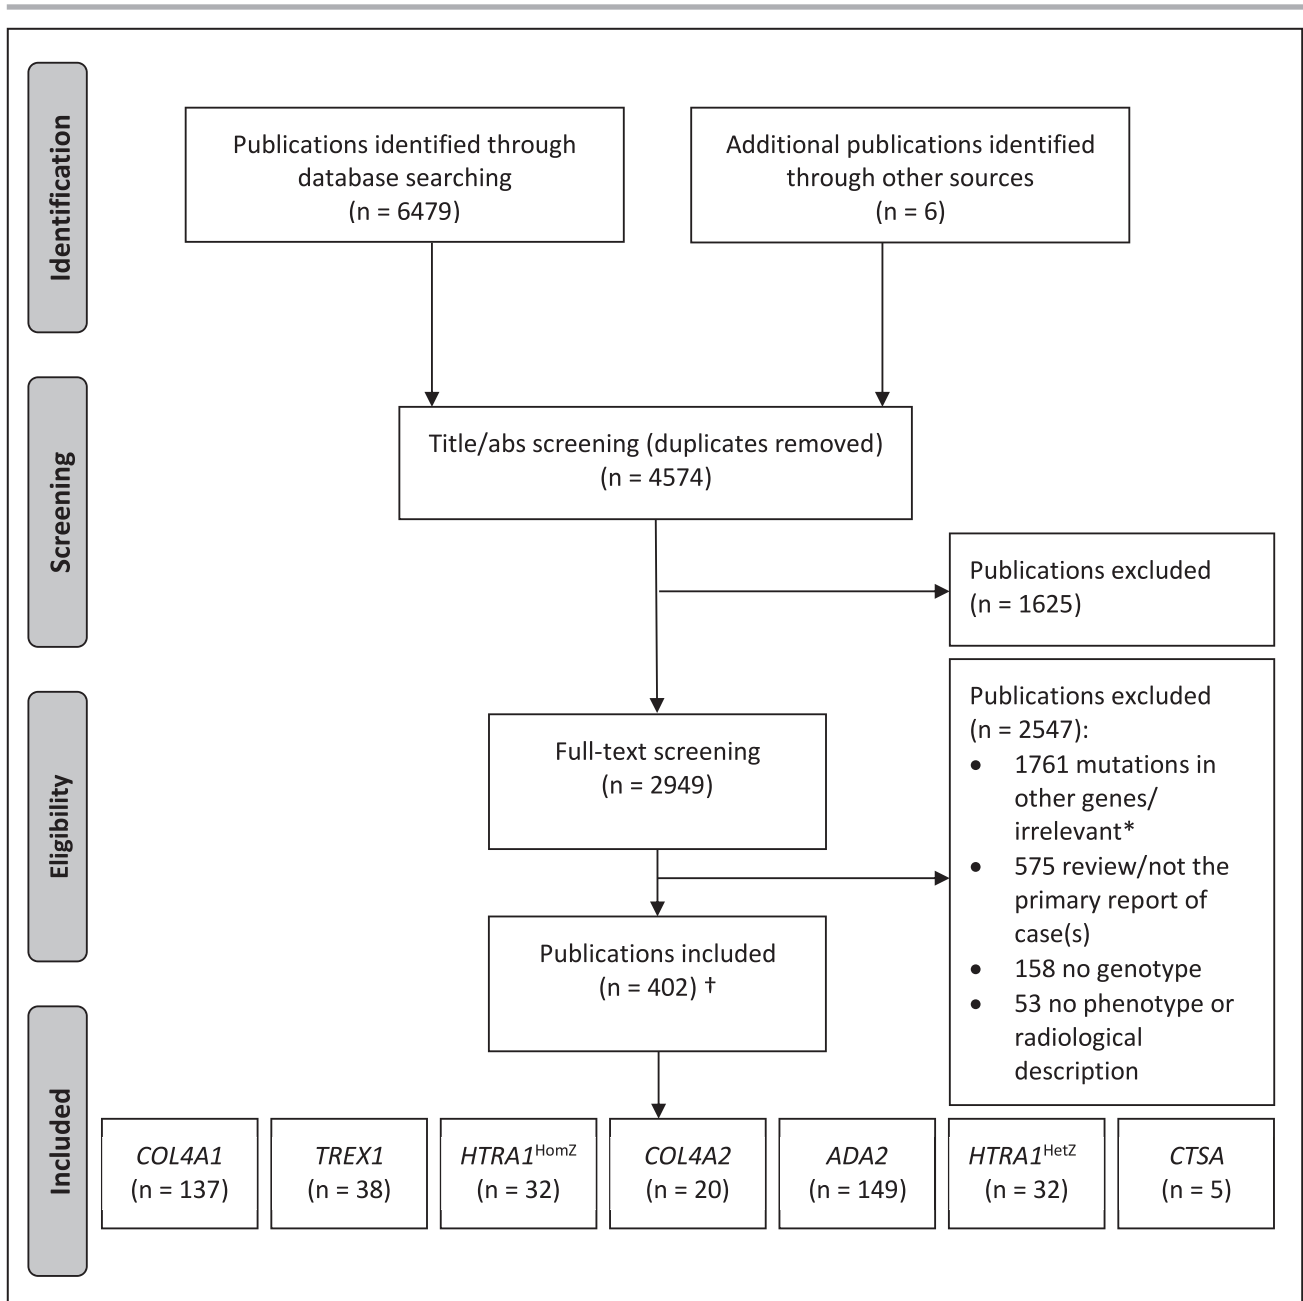 Identification
Publications identified through
database searching
(n = 6479)
Additional publications identified
through other sources
(n = 6)
Screening
Title/abs screening (duplicates removed)
(n = 4574)
Publications excluded
(n = 1625)
Eligibility
Full-text screening
(n = 2949)
Publications excluded
(n = 2547):
• 1761 mutations in
other genes/
irrelevant*
• 575 review/not the
primary report of
case(s)
• 158 no genotype
• 53 no phenotype or
radiological
description
Publications included
(n = 402) †
Included
COL4A1
(n = 137)
TREX1
(n = 38)
HTRA1HomZ
(n = 32)
COL4A2
(n = 20)
ADA2
(n = 149)
HTRA1HetZ
(n = 32)
CTSA
(n = 5)